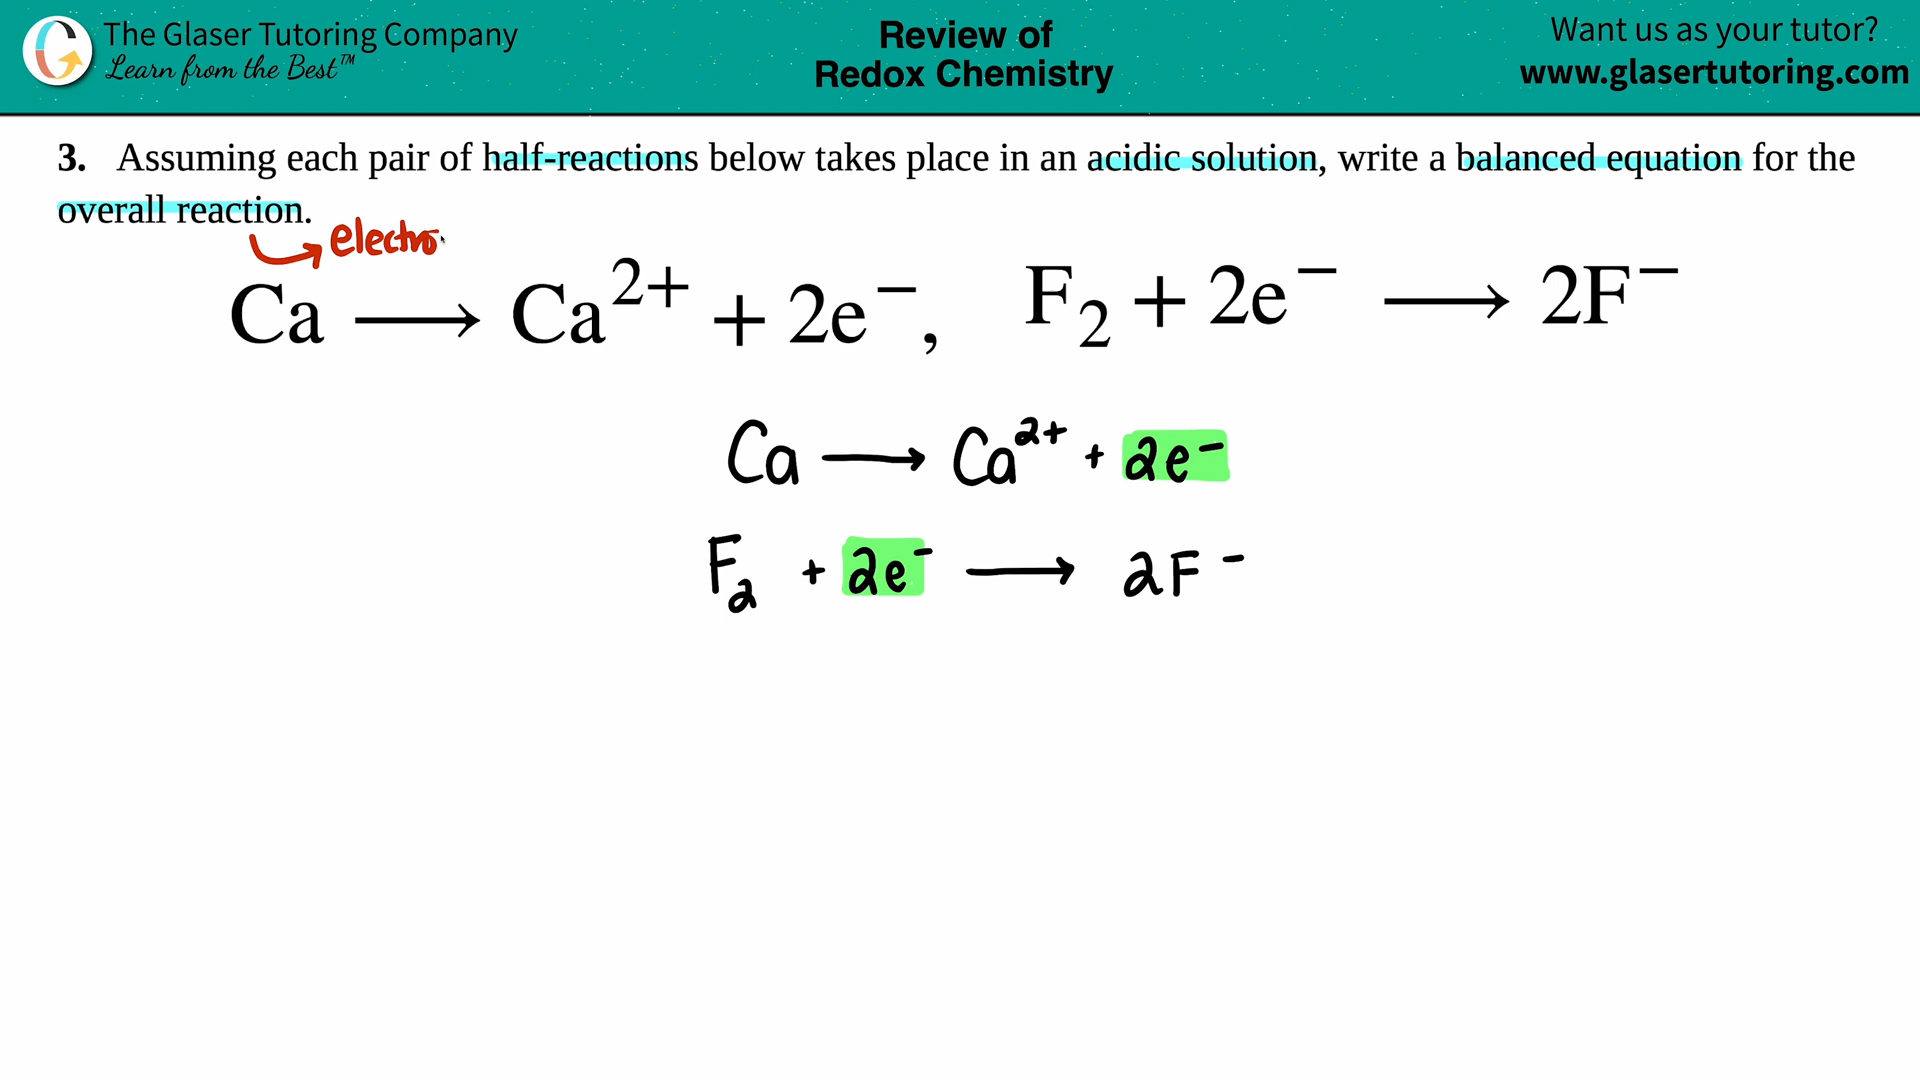 The Glaser Tutoring Company
Learn from the Best™
Review of
Redox Chemistry
Want us as your tutor?
www.glasertutoring.com
3. Assuming each pair of half-reactions below takes place in an acidic solution, write a balanced equation for the
overall reaction.
electro
Ca ⟶ Ca²⁺ + 2e⁻, F₂ + 2e⁻ ⟶ 2F⁻
Ca ⟶ Ca²⁺ + 2e⁻
F₂ + 2e⁻ ⟶ 2F⁻